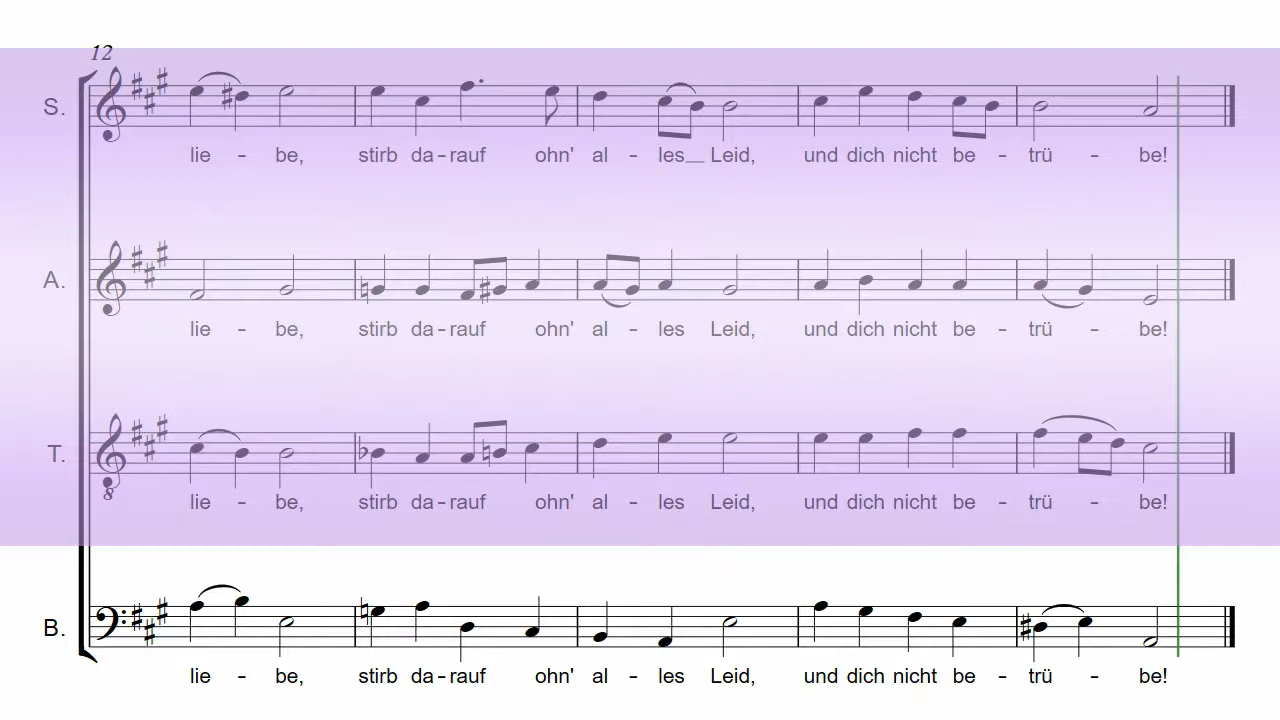 12
S.
lie - be, stirb da - rauf ohn' al - les__ Leid, und dich nicht be - trü - be!
A.
lie - be, stirb da - rauf ohn' al - les Leid, und dich nicht be - trü - be!
T.
8
lie - be, stirb da - rauf ohn' al - les Leid, und dich nicht be - trü - be!
B.
lie - be, stirb da - rauf ohn' al - les Leid, und dich nicht be - trü - be!